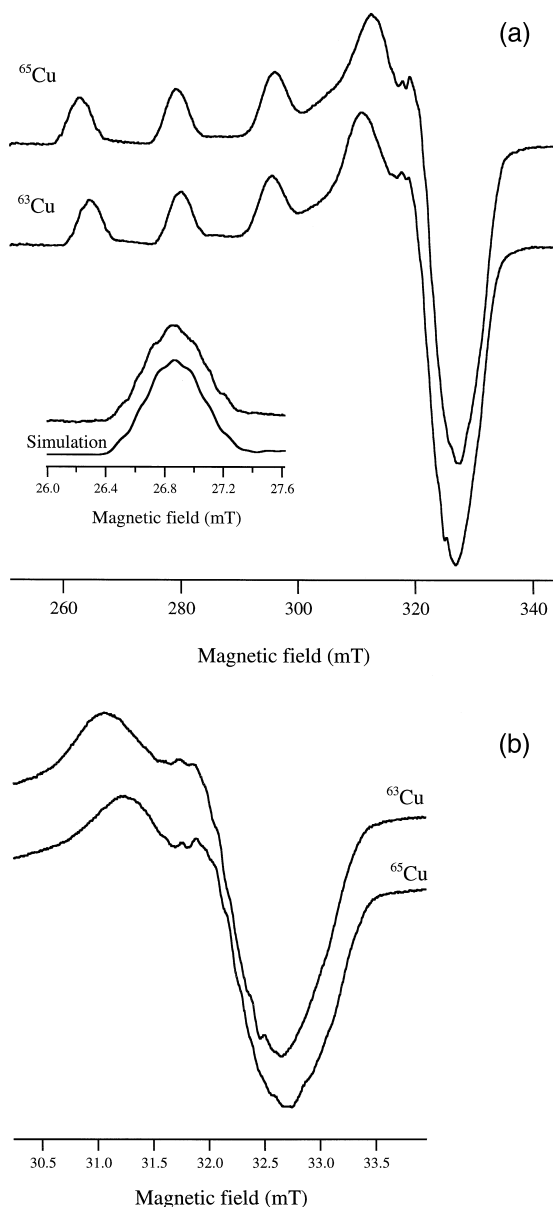 (a)
⁶⁵Cu
⁶³Cu
Simulation
26.0 26.4 26.8 27.2 27.6
Magnetic field (mT)
260 280 300 320 340
Magnetic field (mT)
(b)
⁶³Cu
⁶⁵Cu
30.5 31.0 31.5 32.0 32.5 33.0 33.5
Magnetic field (mT)